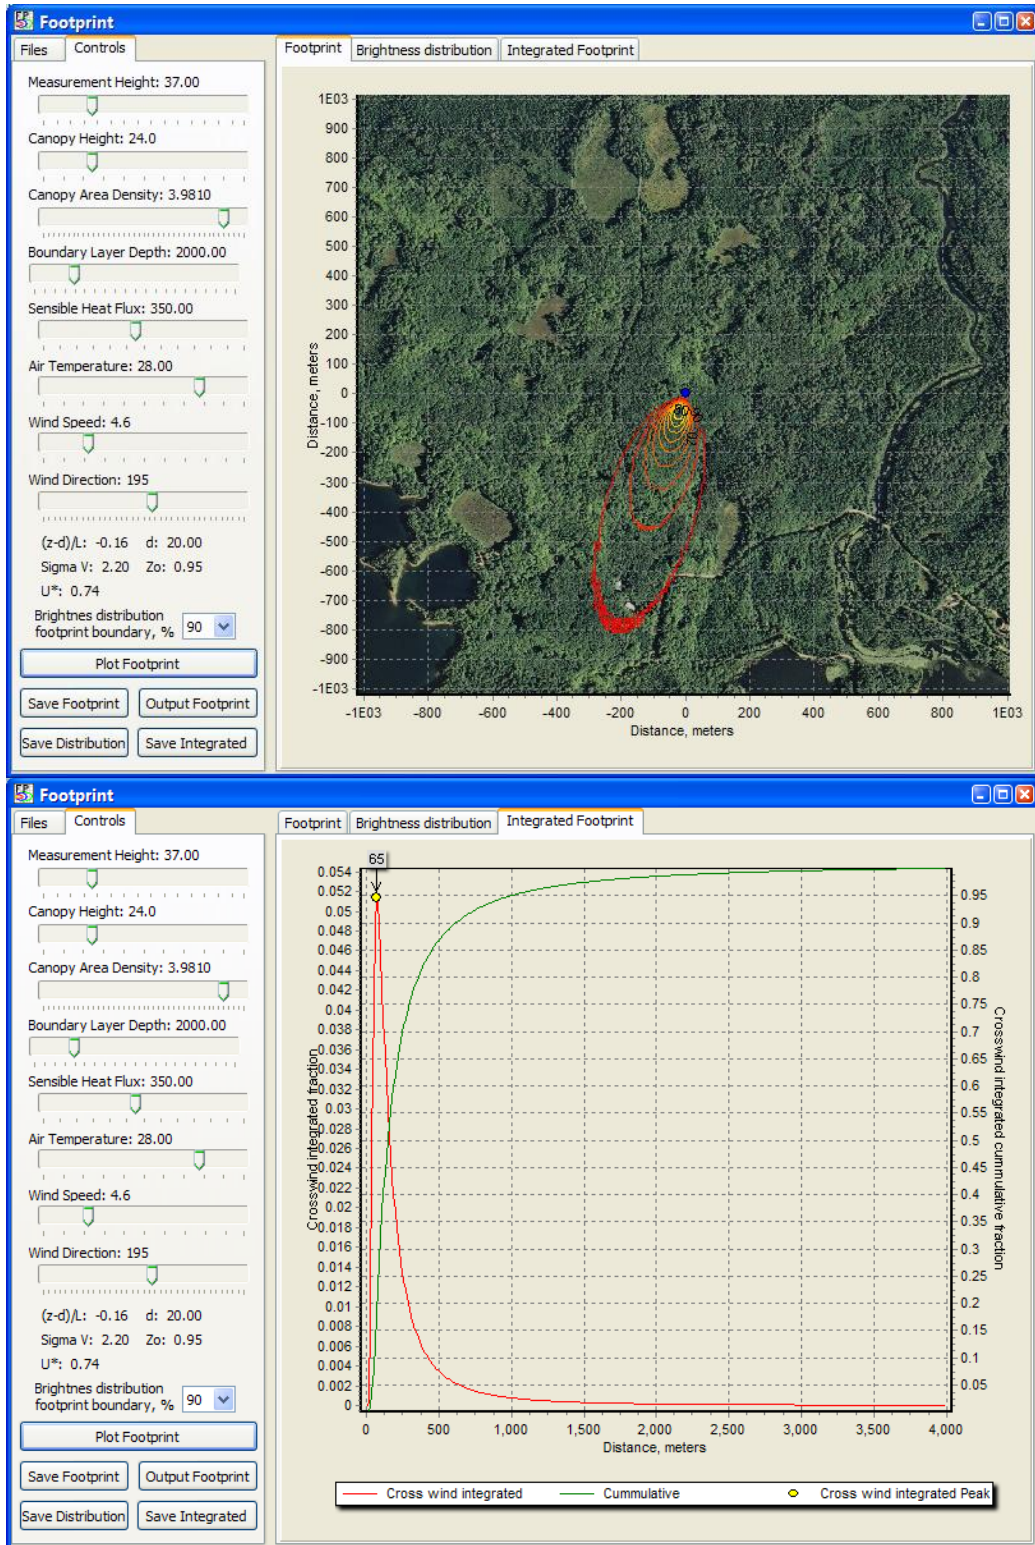 Footprint
Files Controls
Footprint Brightness distribution Integrated Footprint
Measurement Height: 37.00
Canopy Height: 24.0
Canopy Area Density: 3.9810
Boundary Layer Depth: 2000.00
Sensible Heat Flux: 350.00
Air Temperature: 28.00
Wind Speed: 4.6
Wind Direction: 195
(z-d)/L: -0.16 d: 20.00
Sigma V: 2.20 Zo: 0.95
U*: 0.74
Brightnes distribution
footprint boundary, % 90
Plot Footprint
Save Footprint Output Footprint
Save Distribution Save Integrated
1E03
900
800
700
600
500
400
300
200
100
0
-100
-200
-300
-400
-500
-600
-700
-800
-900
-1E03
Distance, meters
-1E03 -800 -600 -400 -200 0 200 400 600 800 1E03
Distance, meters
Footprint
Files Controls
Footprint Brightness distribution Integrated Footprint
Measurement Height: 37.00
Canopy Height: 24.0
Canopy Area Density: 3.9810
Boundary Layer Depth: 2000.00
Sensible Heat Flux: 350.00
Air Temperature: 28.00
Wind Speed: 4.6
Wind Direction: 195
(z-d)/L: -0.16 d: 20.00
Sigma V: 2.20 Zo: 0.95
U*: 0.74
Brightnes distribution
footprint boundary, % 90
Plot Footprint
Save Footprint Output Footprint
Save Distribution Save Integrated
65
0.054
0.052
0.05
0.048
0.046
0.044
0.042
0.04
0.038
0.036
0.034
0.032
0.03
0.028
0.026
0.024
0.022
0.02
0.018
0.016
0.014
0.012
0.01
0.008
0.006
0.004
0.002
0
Crosswind integrated fraction
0.95
0.9
0.85
0.8
0.75
0.7
0.65
0.6
0.55
0.5
0.45
0.4
0.35
0.3
0.25
0.2
0.15
0.1
0.05
Crosswind integrated cummulative fraction
0 500 1,000 1,500 2,000 2,500 3,000 3,500 4,000
Distance, meters
Cross wind integrated Cummulative Cross wind integrated Peak